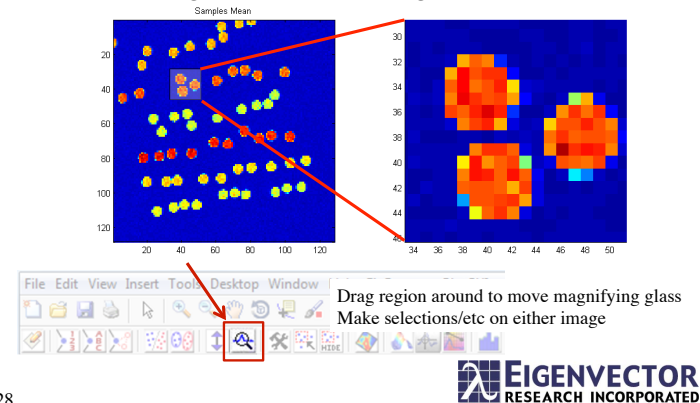 Samples Mean
20
40
60
80
100
120
20 40 60 80 100 120
30
32
34
36
38
40
42
44
46
34 36 38 40 42 44 46 48 50
File Edit View Insert Tools Desktop Window
HIDE
Drag region around to move magnifying glass
Make selections/etc on either image
EIGENVECTOR
RESEARCH INCORPORATED
28